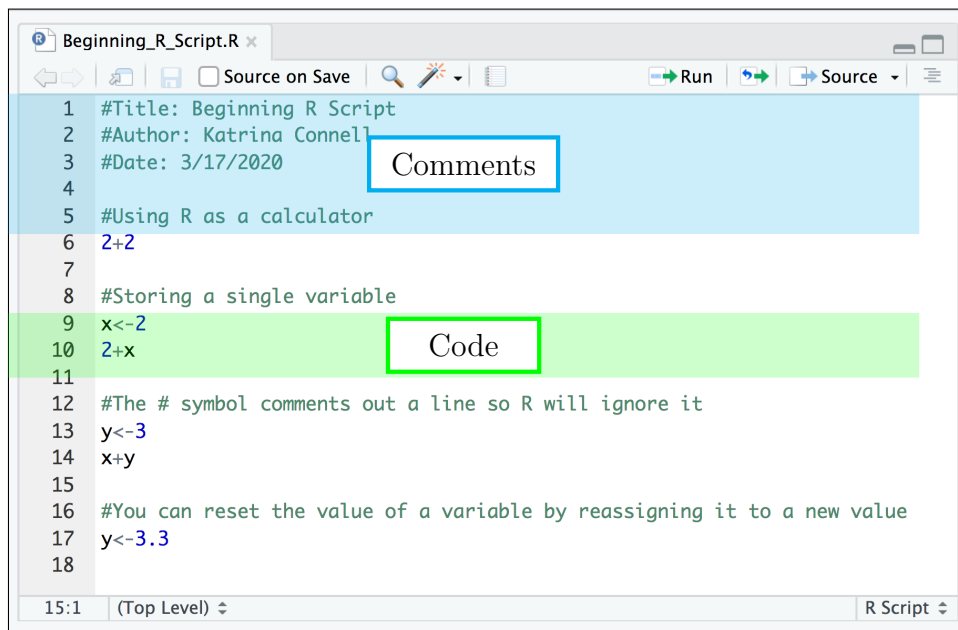 Beginning_R_Script.R
Source on Save
Run
Source
1 #Title: Beginning R Script
2 #Author: Katrina Connell
3 #Date: 3/17/2020
Comments
4
5 #Using R as a calculator
6 2+2
7
8 #Storing a single variable
9 x<-2
10 2+x
Code
11
12 #The # symbol comments out a line so R will ignore it
13 y<-3
14 x+y
15
16 #You can reset the value of a variable by reassigning it to a new value
17 y<-3.3
18
15:1 (Top Level) R Script